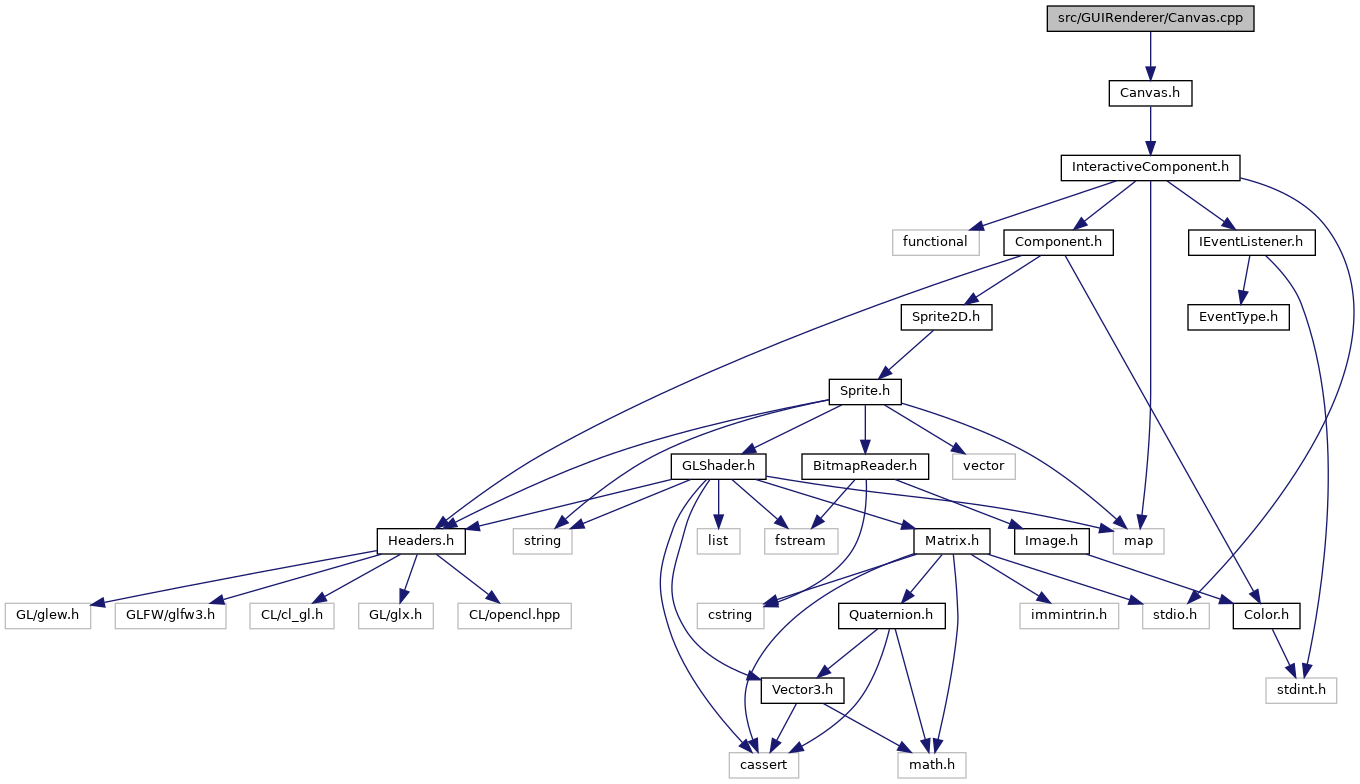 src/GUIRenderer/Canvas.cpp
Canvas.h
InteractiveComponent.h
functional
Component.h
IEventListener.h
Sprite2D.h
EventType.h
Sprite.h
GLShader.h
BitmapReader.h
vector
Headers.h
string
list
fstream
Matrix.h
Image.h
map
GL/glew.h
GLFW/glfw3.h
CL/cl_gl.h
GL/glx.h
CL/opencl.hpp
cstring
Quaternion.h
immintrin.h
stdio.h
Color.h
Vector3.h
stdint.h
cassert
math.h